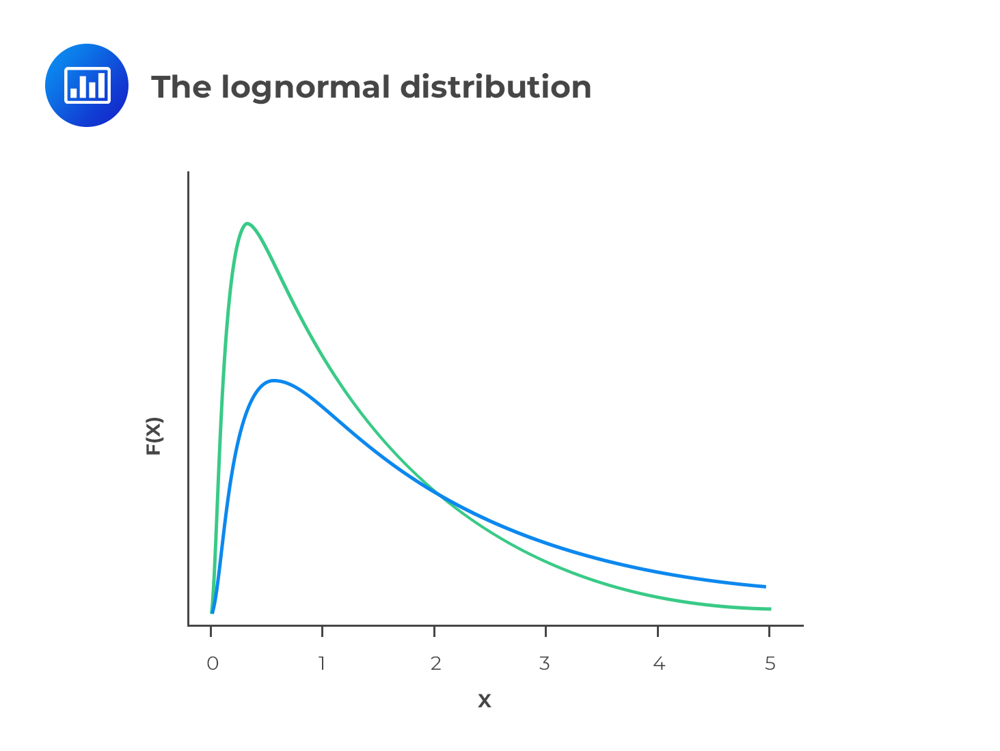 The lognormal distribution
F(X)
0 1 2 3 4 5
X